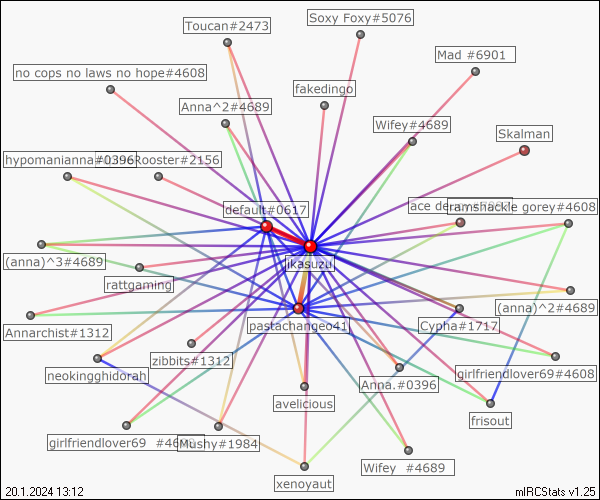 Soxy Foxy#5076
Toucan#2473
Mad #6901
no cops no laws no hope#4608
fakedingo
Anna^2#4689
Wifey#4689
Skalman
hypomanianna#0396
Rooster#2156
default#0617
ace
ramshackle gorey#4608
(anna)^3#4689
jikasuzu
rattgaming
(anna)^2#4689
Annarchist#1312
pastachangeo41
Cypha#1717
zibbits#1312
neokingghidorah
girlfriendlover69#4608
Anna.#0396
avelicious
frisout
girlfriendlover69
Mushy#1984
Wifey #4689
xenoyaut
20.1.2024 13:12
mIRCStats v1.25